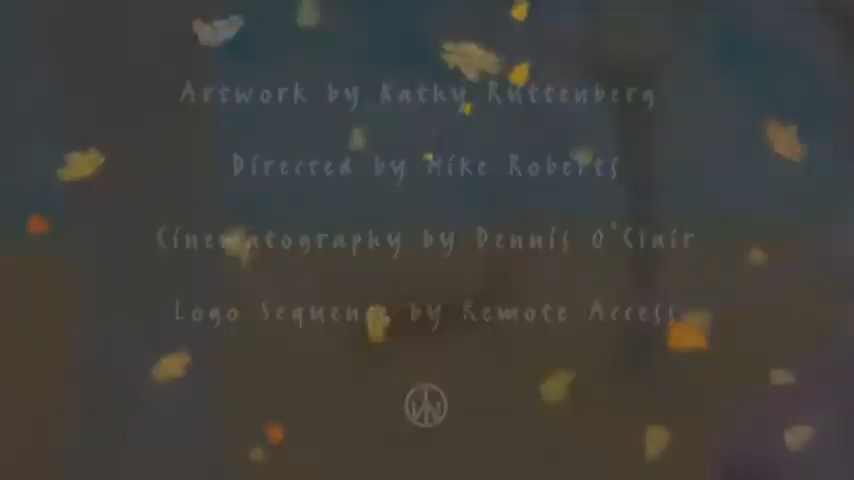 Artwork by Kathy Ruttenberg
Directed by Mike Roberts
Cinematography by Dennis O'Clair
Logo Sequence by Remote Access